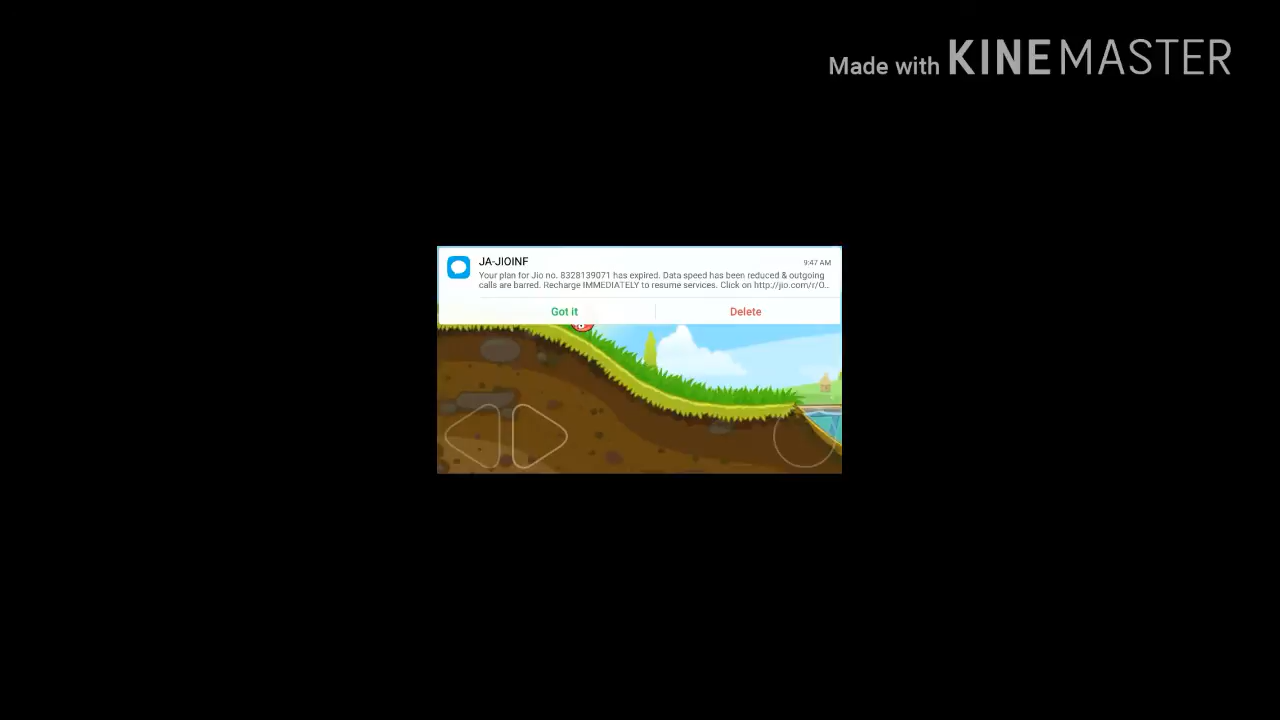 Made with KINEMASTER
JA-JIOINF
9:47 AM
Your plan for Jio no. 8328139071 has expired. Data speed has been reduced & outgoing
calls are barred. Recharge IMMEDIATELY to resume services. Click on http://jio.com/r/O..
Got it
Delete